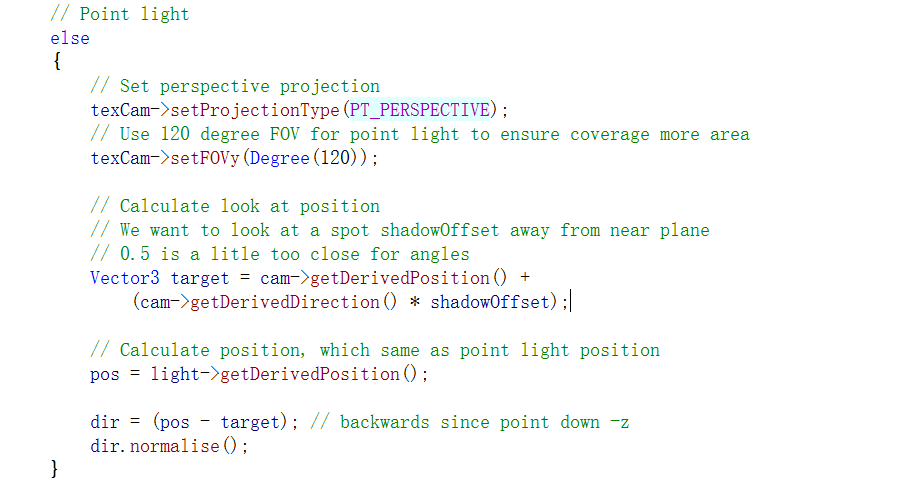 // Point light
else
{
// Set perspective projection
texCam->setProjectionType(PT_PERSPECTIVE);
// Use 120 degree FOV for point light to ensure coverage more area
texCam->setFOVy(Degree(120));
// Calculate look at position
// We want to look at a spot shadowOffset away from near plane
// 0.5 is a litle too close for angles
Vector3 target = cam->getDerivedPosition() +
(cam->getDerivedDirection() * shadowOffset);
// Calculate position, which same as point light position
pos = light->getDerivedPosition();
dir = (pos - target); // backwards since point down -z
dir.normalise();
}